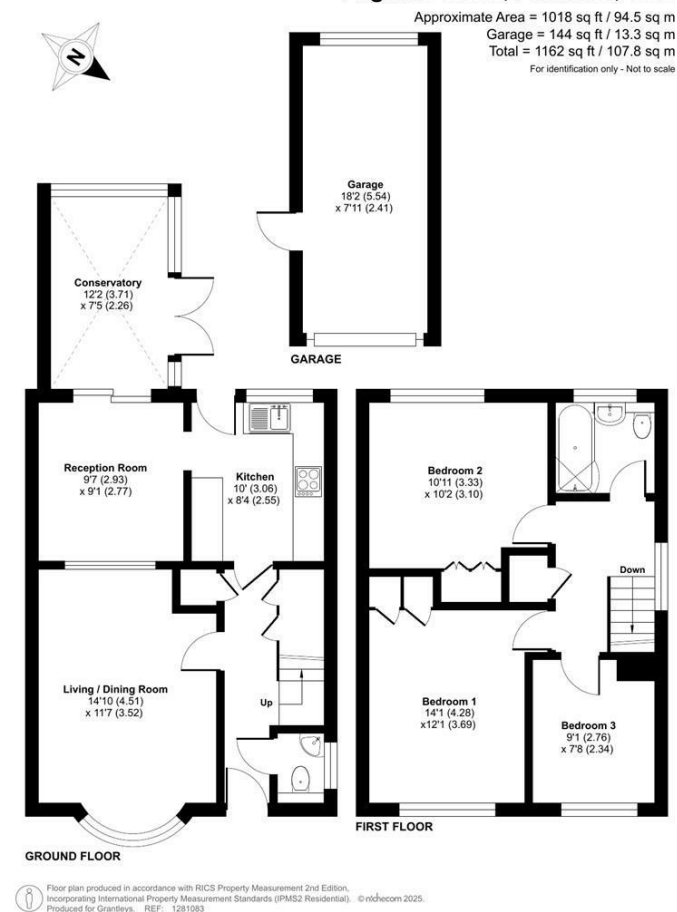 Approximate Area = 1018 sq ft / 94.5 sq m
Garage = 144 sq ft / 13.3 sq m
Total = 1162 sq ft / 107.8 sq m
For identification only - Not to scale
N
Garage
18'2 (5.54)
x 7'11 (2.41)
GARAGE
Conservatory
12'2 (3.71)
x 7'5 (2.26)
Reception Room
9'7 (2.93)
x 9'1 (2.77)
Kitchen
10' (3.06)
x 8'4 (2.55)
Living / Dining Room
14'10 (4.51)
x 11'7 (3.52)
Up
GROUND FLOOR
Bedroom 2
10'11 (3.33)
x 10'2 (3.10)
Down
Bedroom 1
14'1 (4.28)
x12'1 (3.69)
Bedroom 3
9'1 (2.76)
x 7'8 (2.34)
FIRST FLOOR
Floor plan produced in accordance with RICS Property Measurement 2nd Edition,
Incorporating International Property Measurement Standards (IPMS2 Residential). © nichecom 2025.
Produced for Grantleys. REF: 1281083